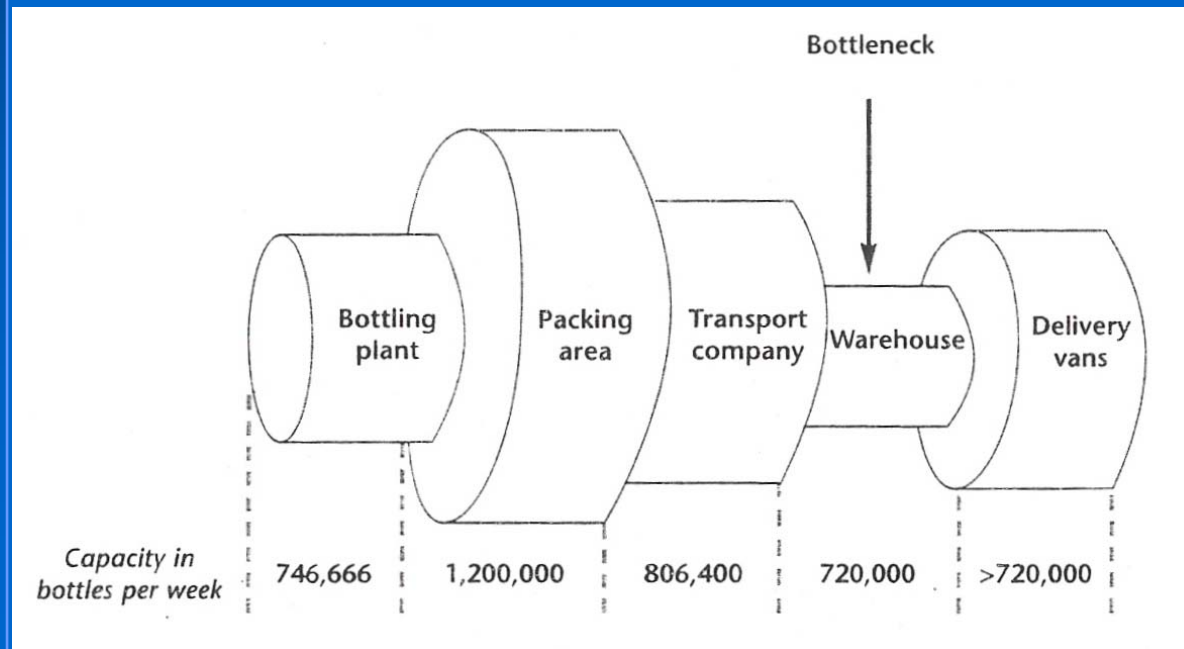 Bottleneck
Bottling
plant
Packing
area
Transport
company
Warehouse
Delivery
vans
Capacity in
bottles per week
746,666
1,200,000
806,400
720,000
>720,000